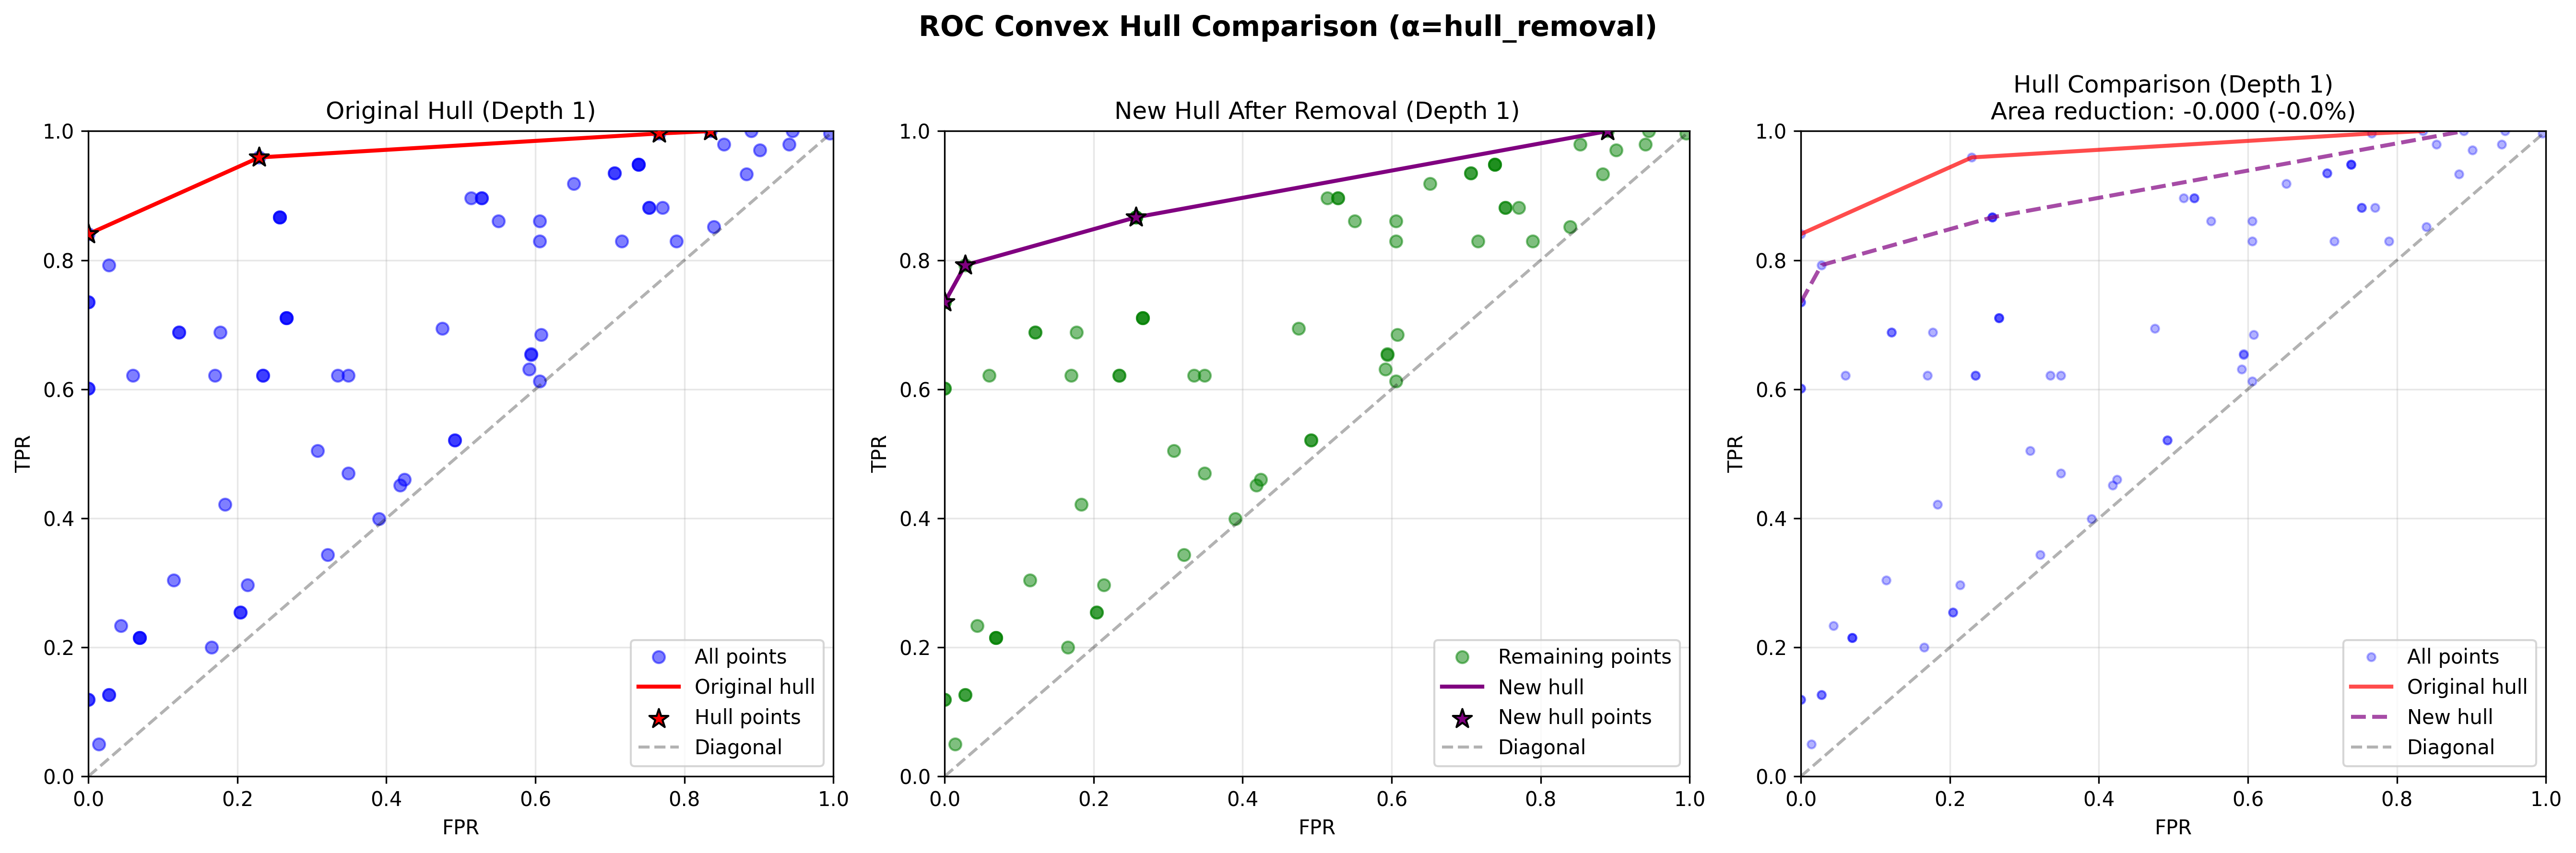 ROC Convex Hull Comparison (α=hull_removal)
Original Hull (Depth 1)
1.0
0.8
0.6
0.4
0.2
0.0
TPR
0.0 0.2 0.4 0.6 0.8 1.0
FPR
All points
Original hull
Hull points
Diagonal
New Hull After Removal (Depth 1)
1.0
0.8
0.6
0.4
0.2
0.0
TPR
0.0 0.2 0.4 0.6 0.8 1.0
FPR
Remaining points
New hull
New hull points
Diagonal
Hull Comparison (Depth 1)
Area reduction: -0.000 (-0.0%)
1.0
0.8
0.6
0.4
0.2
0.0
TPR
0.0 0.2 0.4 0.6 0.8 1.0
FPR
All points
Original hull
New hull
Diagonal